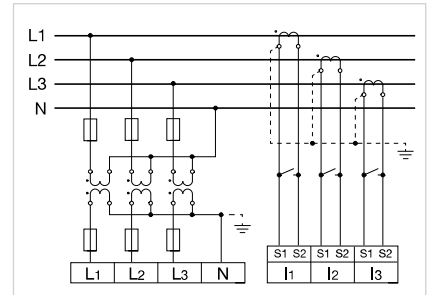 L1
L2
L3
N
S1 S2 S1 S2 S1 S2
L1 L2 L3 N I1 I2 I3